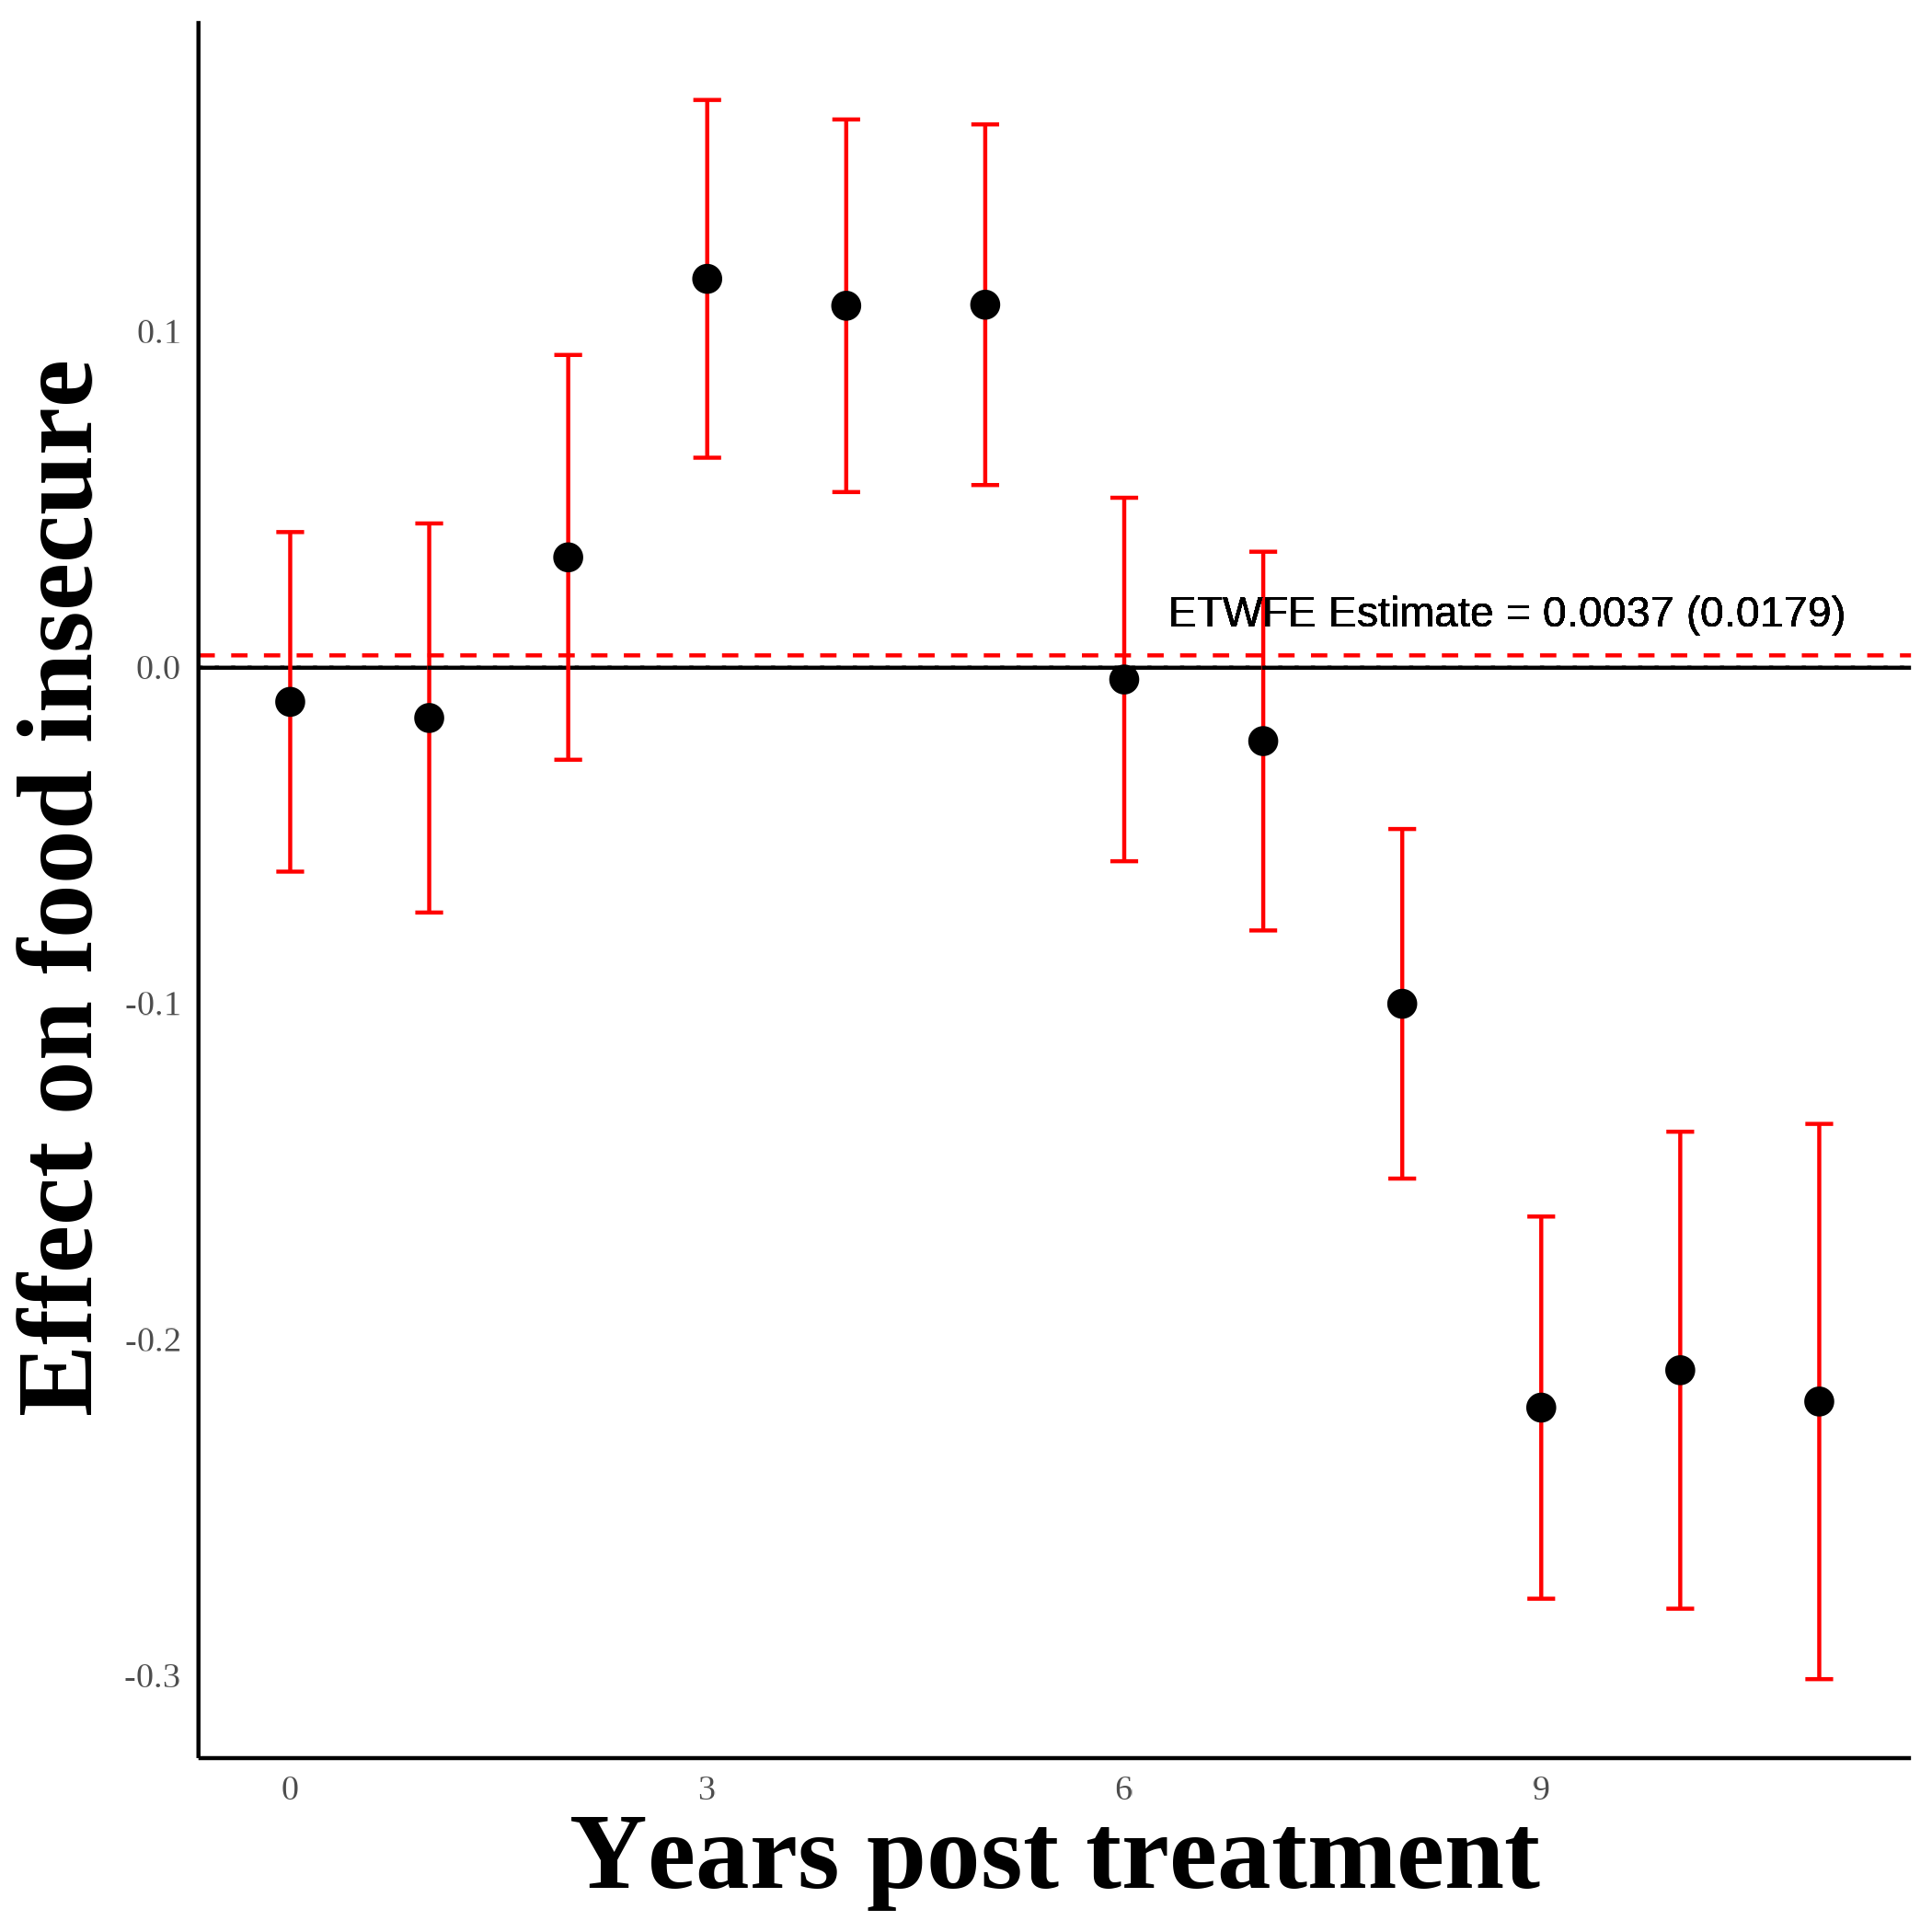 Effect on food insecure
0.1
0.0
-0.1
-0.2
-0.3
ETWFE Estimate = 0.0037 (0.0179)
0 3 6 9
Years post treatment